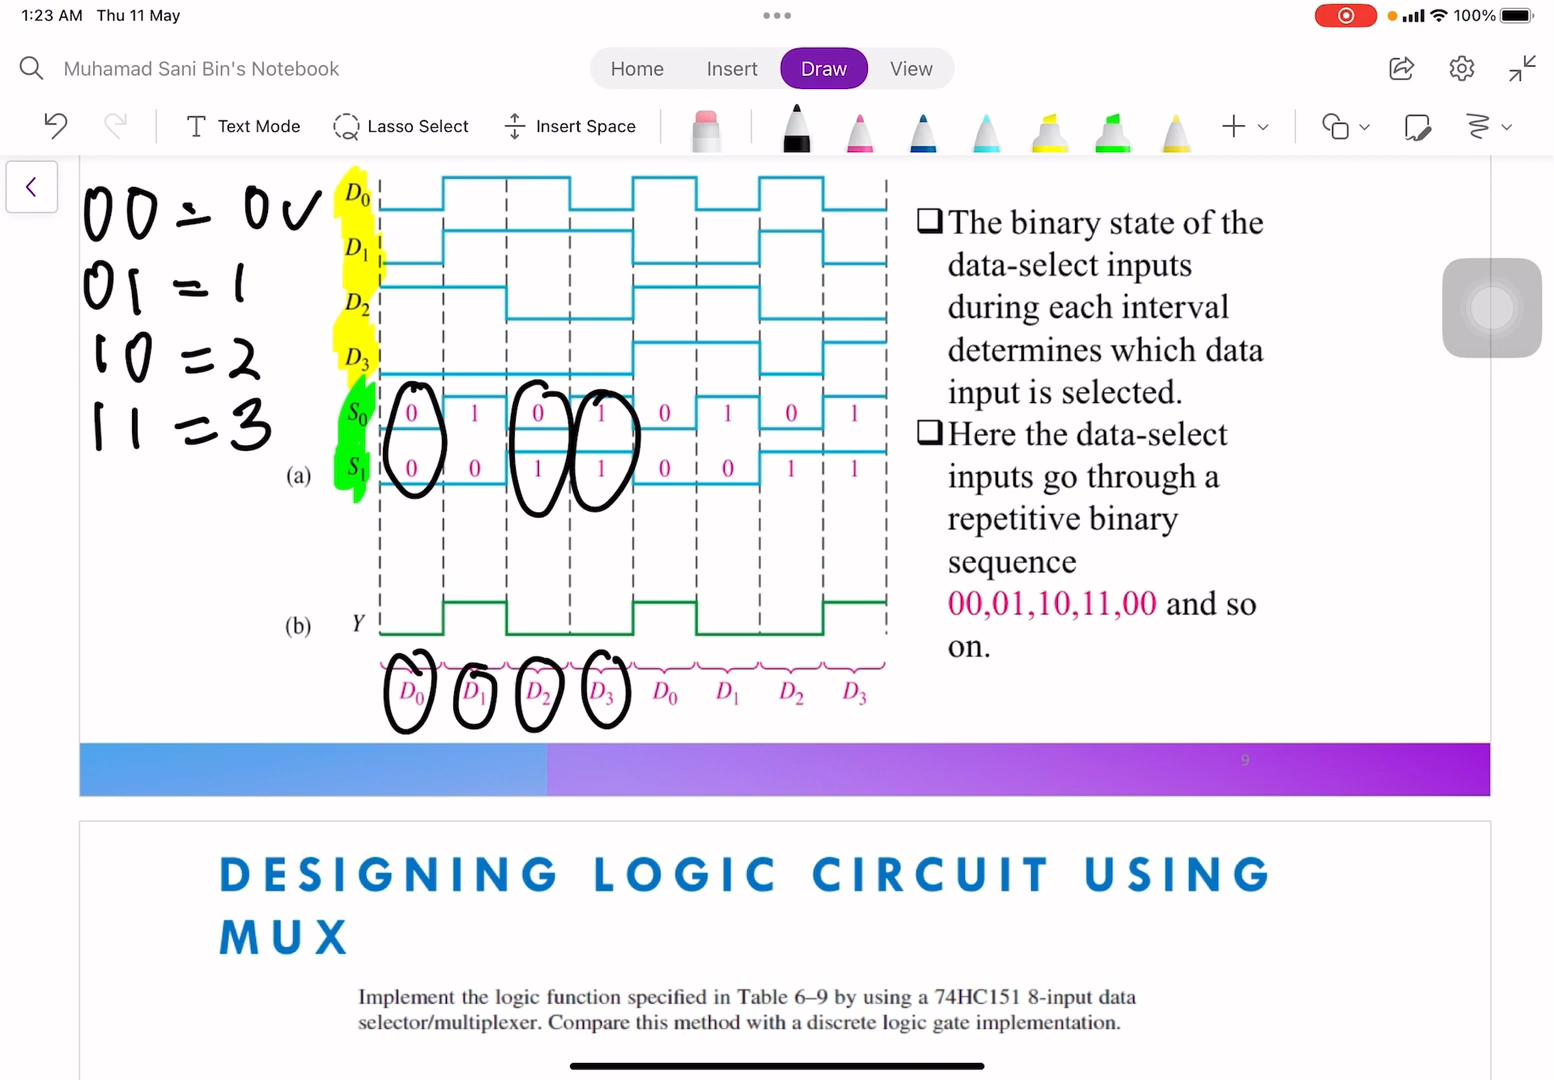 1:23 AM Thu 11 May
100%
Muhamad Sani Bin's Notebook
Home Insert Draw View
Text Mode Lasso Select Insert Space
00 = 0 ✓
01 = 1
10 = 2
11 = 3
D0
D1
D2
D3
S0 0 1 0 1 0 1 0 1
(a) S1 0 0 1 1 0 0 1 1
(b) Y
D0 D1 D2 D3 D0 D1 D2 D3
❑The binary state of the
data-select inputs
during each interval
determines which data
input is selected.
❑Here the data-select
inputs go through a
repetitive binary
sequence
00,01,10,11,00 and so
on.
9
DESIGNING LOGIC CIRCUIT USING
MUX
Implement the logic function specified in Table 6–9 by using a 74HC151 8-input data
selector/multiplexer. Compare this method with a discrete logic gate implementation.